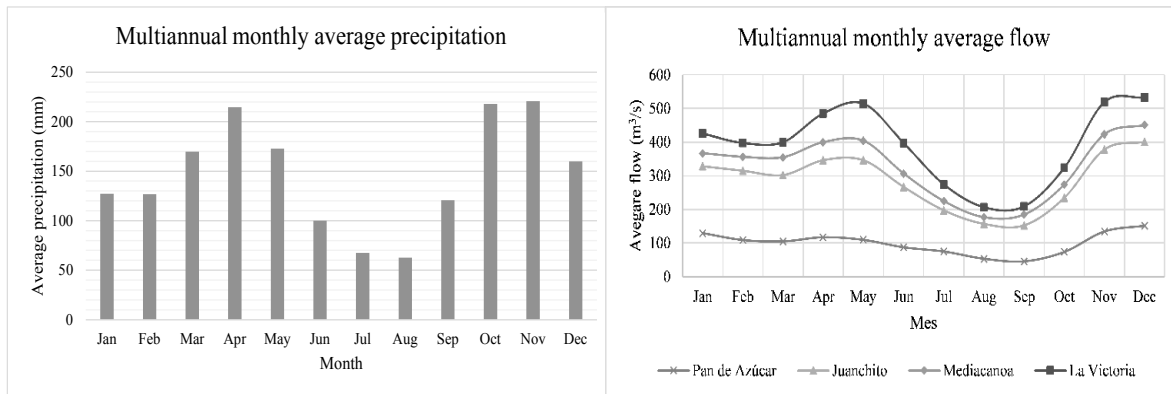 Multiannual monthly average precipitation
Average precipitation (mm)
250
200
150
100
50
0
Jan Feb Mar Apr May Jun Jul Aug Sep Oct Nov Dec
Month
Multiannual monthly average flow
Avegare flow (m³/s)
600
500
400
300
200
100
0
Jan Feb Mar Apr May Jun Jul Aug Sep Oct Nov Dec
Mes
Pan de Azúcar Juanchito Mediacanoa La Victoria